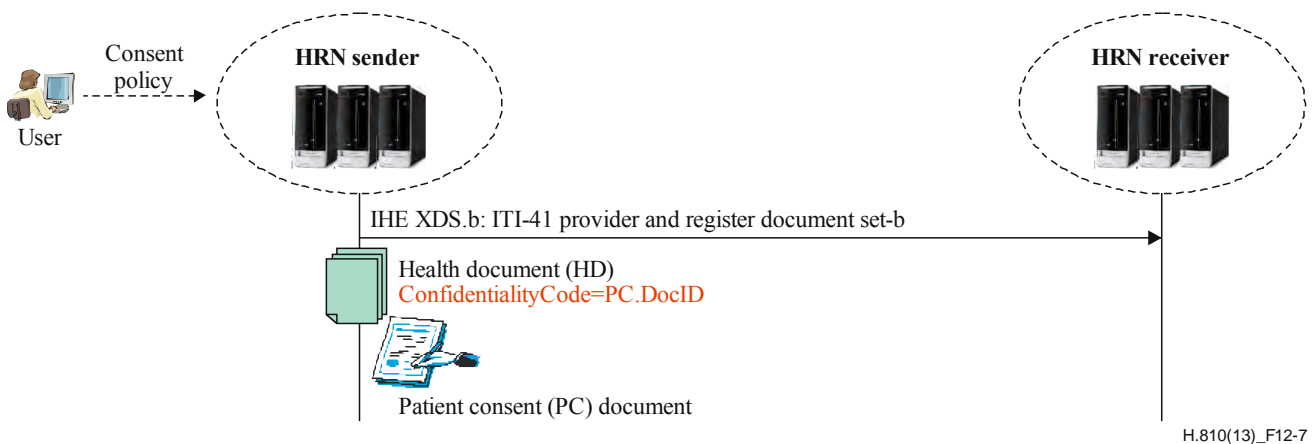 Consent
policy
User
HRN sender
HRN receiver
IHE XDS.b: ITI-41 provider and register document set-b
Health document (HD)
ConfidentialityCode=PC.DocID
Patient consent (PC) document
H.810(13)_F12-7